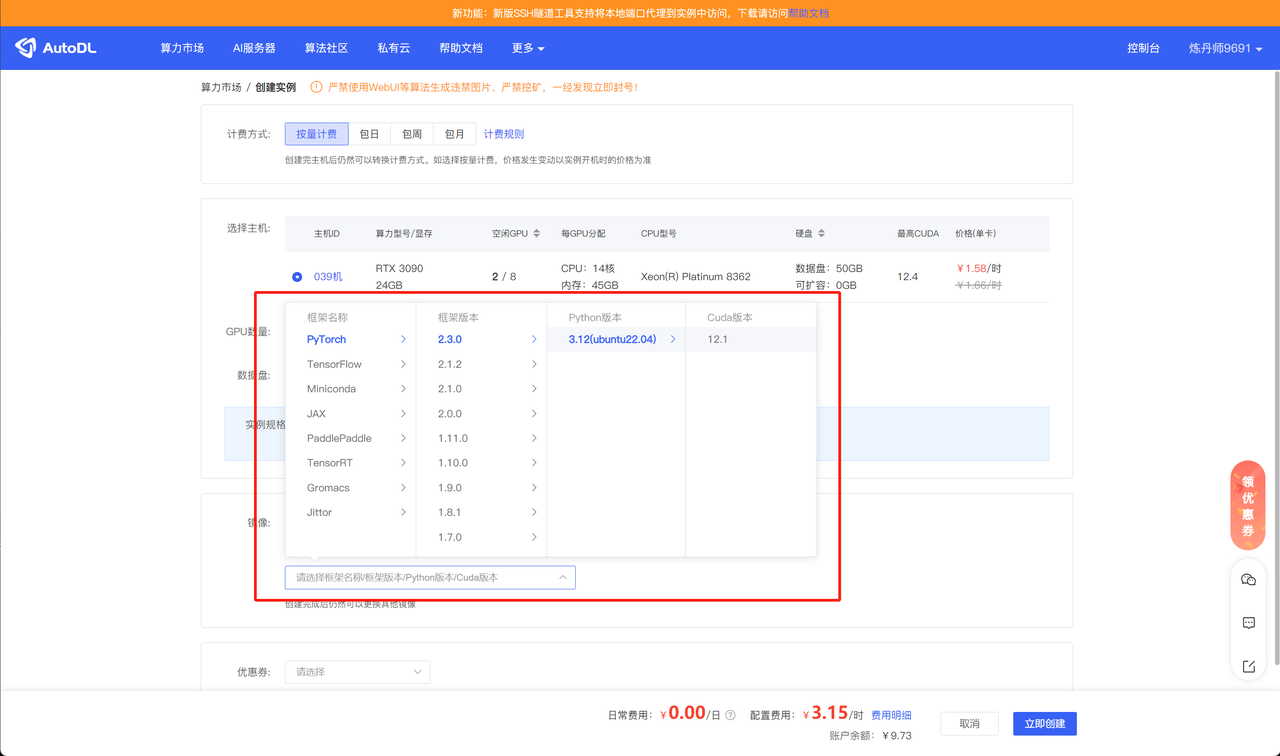 新功能：新版SSH隧道工具支持将本地端口代理到实例中访问，下载请访问帮助文档
AutoDL 算力市场 AI服务器 算法社区 私有云 帮助文档 更多 控制台 炼丹师9691
算力市场 / 创建实例 严禁使用WebUI等算法生成违禁图片、严禁挖矿，一经发现立即封号！
计费方式: 按量计费 包日 包周 包月 计费规则
创建完主机后仍然可以转换计费方式。如选择按量计费，价格发生变动以实例开机时的价格为准
选择主机: 主机ID 算力型号/显存 空闲GPU 每GPU分配 CPU型号 硬盘 最高CUDA 价格(单卡)
039机 RTX 3090 24GB 2 / 8 CPU：14核 内存：45GB Xeon(R) Platinum 8362 数据盘：50GB 可扩容：0GB 12.4 ￥1.58/时 ￥1.66/时
GPU数量:
数据盘:
实例规格
镜像:
框架名称 框架版本 Python版本 Cuda版本
PyTorch 2.3.0 3.12(ubuntu22.04) 12.1
TensorFlow 2.1.2
Miniconda 2.1.0
JAX 2.0.0
PaddlePaddle 1.11.0
TensorRT 1.10.0
Gromacs 1.9.0
Jittor 1.8.1
1.7.0
请选择框架名称/框架版本/Python版本/Cuda版本
创建完成后仍然可以更换其他镜像
优惠券: 请选择
领优惠券
日常费用：￥0.00/日 配置费用：￥3.15/时 费用明细
账户余额：￥9.73
取消 立即创建